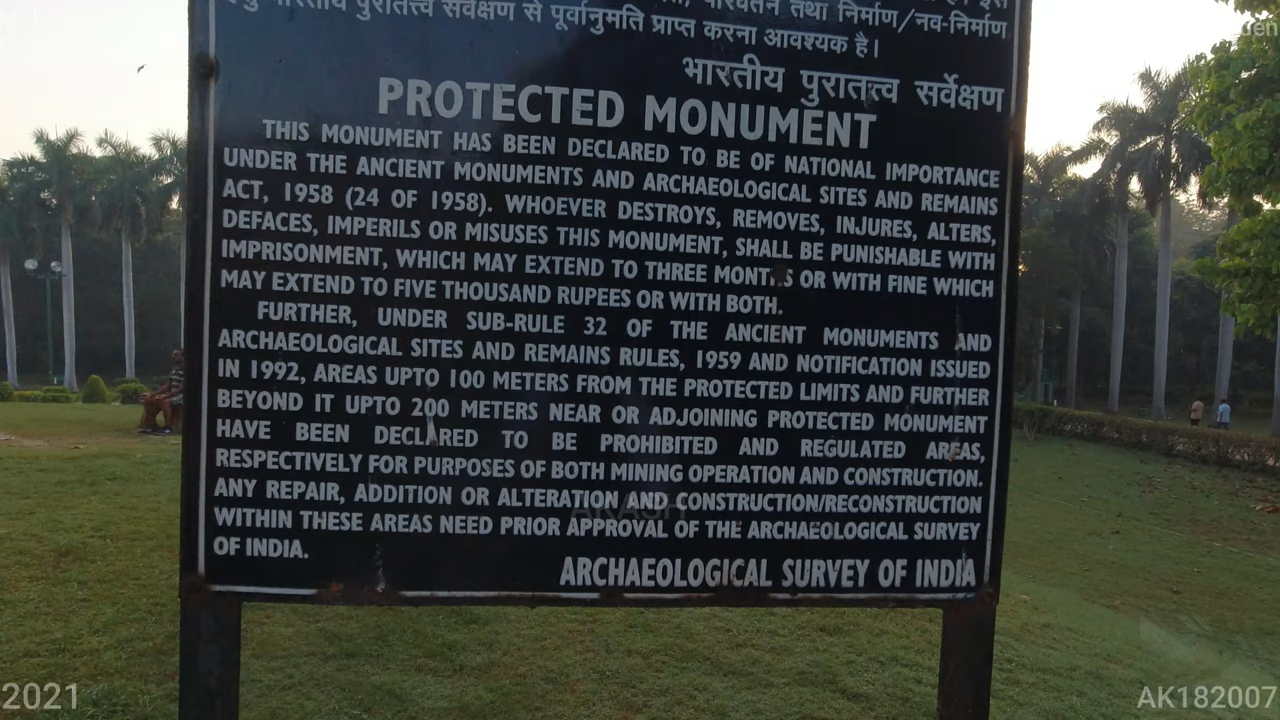 परिवर्तन तथा निर्माण/नव-निर्माण
भारतीय पुरातत्त्व सर्वेक्षण से पूर्वानुमति प्राप्त करना आवश्यक है।
भारतीय पुरातत्त्व सर्वेक्षण
PROTECTED MONUMENT
THIS MONUMENT HAS BEEN DECLARED TO BE OF NATIONAL IMPORTANCE
UNDER THE ANCIENT MONUMENTS AND ARCHAEOLOGICAL SITES AND REMAINS
ACT, 1958 (24 OF 1958). WHOEVER DESTROYS, REMOVES, INJURES, ALTERS,
DEFACES, IMPERILS OR MISUSES THIS MONUMENT, SHALL BE PUNISHABLE WITH
IMPRISONMENT, WHICH MAY EXTEND TO THREE MONTHS OR WITH FINE WHICH
MAY EXTEND TO FIVE THOUSAND RUPEES OR WITH BOTH.
FURTHER, UNDER SUB-RULE 32 OF THE ANCIENT MONUMENTS AND
ARCHAEOLOGICAL SITES AND REMAINS RULES, 1959 AND NOTIFICATION ISSUED
IN 1992, AREAS UPTO 100 METERS FROM THE PROTECTED LIMITS AND FURTHER
BEYOND IT UPTO 200 METERS NEAR OR ADJOINING PROTECTED MONUMENT
HAVE BEEN DECLARED TO BE PROHIBITED AND REGULATED AREAS,
RESPECTIVELY FOR PURPOSES OF BOTH MINING OPERATION AND CONSTRUCTION.
ANY REPAIR, ADDITION OR ALTERATION AND CONSTRUCTION/RECONSTRUCTION
WITHIN THESE AREAS NEED PRIOR APPROVAL OF THE ARCHAEOLOGICAL SURVEY
OF INDIA.
ARCHAEOLOGICAL SURVEY OF INDIA
AKASH
2021
AK182007